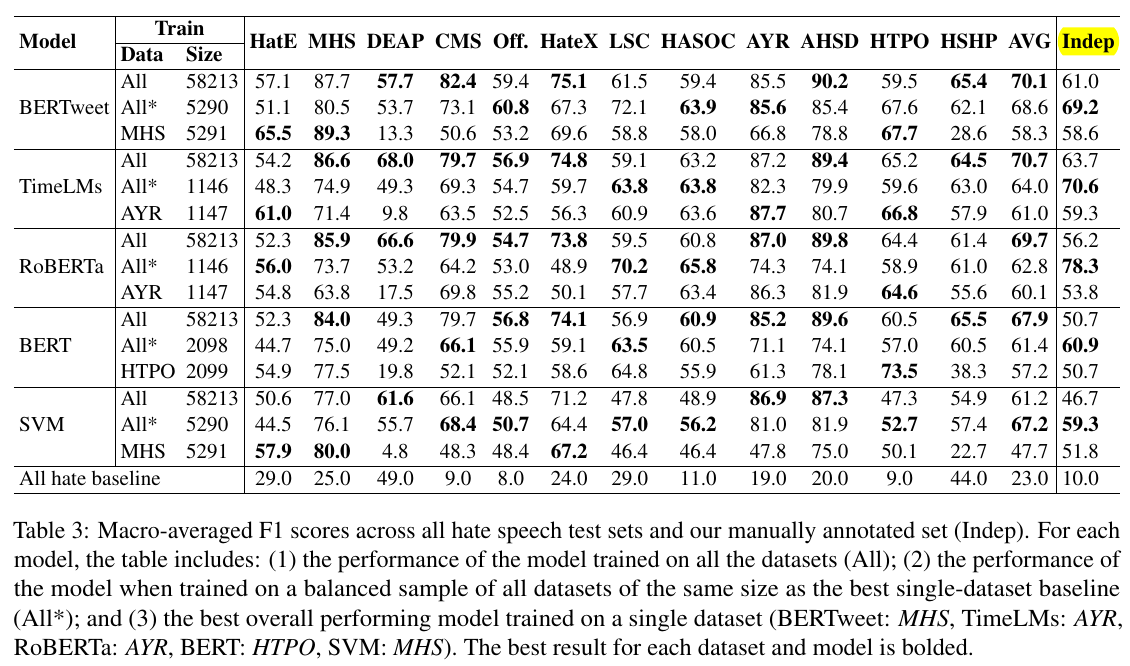 Model Train HatE MHS DEAP CMS Off. HateX LSC HASOC AYR AHSD HTPO HSHP AVG Indep
Data Size
BERTweet All 58213 57.1 87.7 57.7 82.4 59.4 75.1 61.5 59.4 85.5 90.2 59.5 65.4 70.1 61.0
All* 5290 51.1 80.5 53.7 73.1 60.8 67.3 72.1 63.9 85.6 85.4 67.6 62.1 68.6 69.2
MHS 5291 65.5 89.3 13.3 50.6 53.2 69.6 58.8 58.0 66.8 78.8 67.7 28.6 58.3 58.6
TimeLMs All 58213 54.2 86.6 68.0 79.7 56.9 74.8 59.1 63.2 87.2 89.4 65.2 64.5 70.7 63.7
All* 1146 48.3 74.9 49.3 69.3 54.7 59.7 63.8 63.8 82.3 79.9 59.6 63.0 64.0 70.6
AYR 1147 61.0 71.4 9.8 63.5 52.5 56.3 60.9 63.6 87.7 80.7 66.8 57.9 61.0 59.3
RoBERTa All 58213 52.3 85.9 66.6 79.9 54.7 73.8 59.5 60.8 87.0 89.8 64.4 61.4 69.7 56.2
All* 1146 56.0 73.7 53.2 64.2 53.0 48.9 70.2 65.8 74.3 74.1 58.9 61.0 62.8 78.3
AYR 1147 54.8 63.8 17.5 69.8 55.2 50.1 57.7 63.4 86.3 81.9 64.6 55.6 60.1 53.8
BERT All 58213 52.3 84.0 49.3 79.7 56.8 74.1 56.9 60.9 85.2 89.6 60.5 65.5 67.9 50.7
All* 2098 44.7 75.0 49.2 66.1 55.9 59.1 63.5 60.5 71.1 74.1 57.0 60.5 61.4 60.9
HTPO 2099 54.9 77.5 19.8 52.1 52.1 58.6 64.8 55.9 61.3 78.1 73.5 38.3 57.2 50.7
SVM All 58213 50.6 77.0 61.6 66.1 48.5 71.2 47.8 48.9 86.9 87.3 47.3 54.9 61.2 46.7
All* 5290 44.5 76.1 55.7 68.4 50.7 64.4 57.0 56.2 81.0 81.9 52.7 57.4 67.2 59.3
MHS 5291 57.9 80.0 4.8 48.3 48.4 67.2 46.4 46.4 47.8 75.0 50.1 22.7 47.7 51.8
All hate baseline 29.0 25.0 49.0 9.0 8.0 24.0 29.0 11.0 19.0 20.0 9.0 44.0 23.0 10.0
Table 3: Macro-averaged F1 scores across all hate speech test sets and our manually annotated set (Indep). For each
model, the table includes: (1) the performance of the model trained on all the datasets (All); (2) the performance of
the model when trained on a balanced sample of all datasets of the same size as the best single-dataset baseline
(All*); and (3) the best overall performing model trained on a single dataset (BERTweet: MHS, TimeLMs: AYR,
RoBERTa: AYR, BERT: HTPO, SVM: MHS). The best result for each dataset and model is bolded.